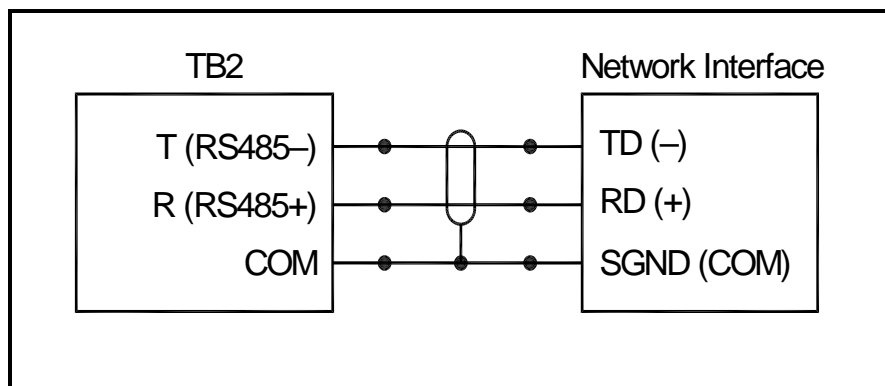 TB2
Network Interface
T (RS485–)
TD (–)
R (RS485+)
RD (+)
COM
SGND (COM)